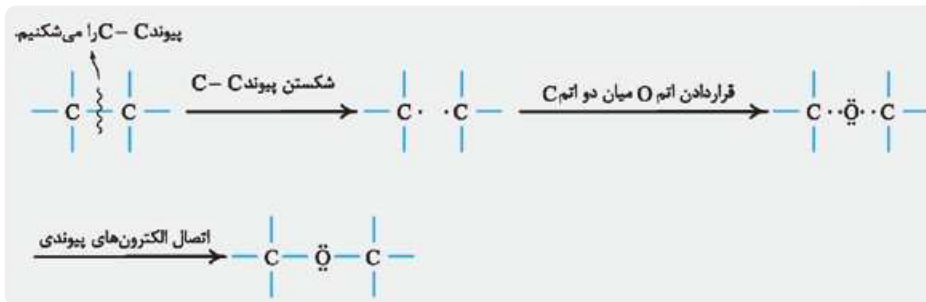 پیوند C – C را می‌شکنیم.
C C
شکستن پیوند C – C
C· ·C
قراردادن اتم O میان دو اتم C
C··Ö··C
اتصال الکترون‌های پیوندی
C – Ö – C